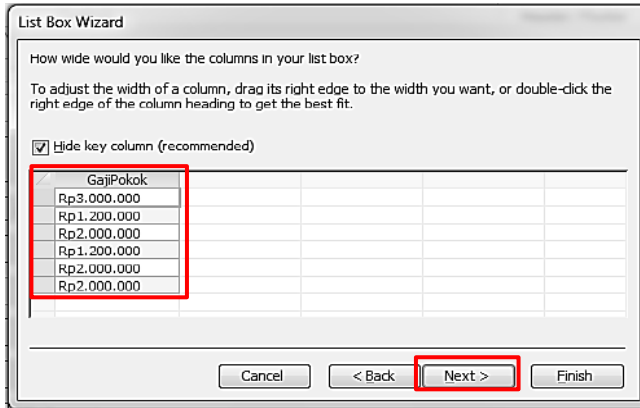 List Box Wizard
How wide would you like the columns in your list box?
To adjust the width of a column, drag its right edge to the width you want, or double-click the
right edge of the column heading to get the best fit.
Hide key column (recommended)
GajiPokok
Rp3.000.000
Rp1.200.000
Rp2.000.000
Rp1.200.000
Rp2.000.000
Rp2.000.000
Cancel
< Back
Next >
Finish